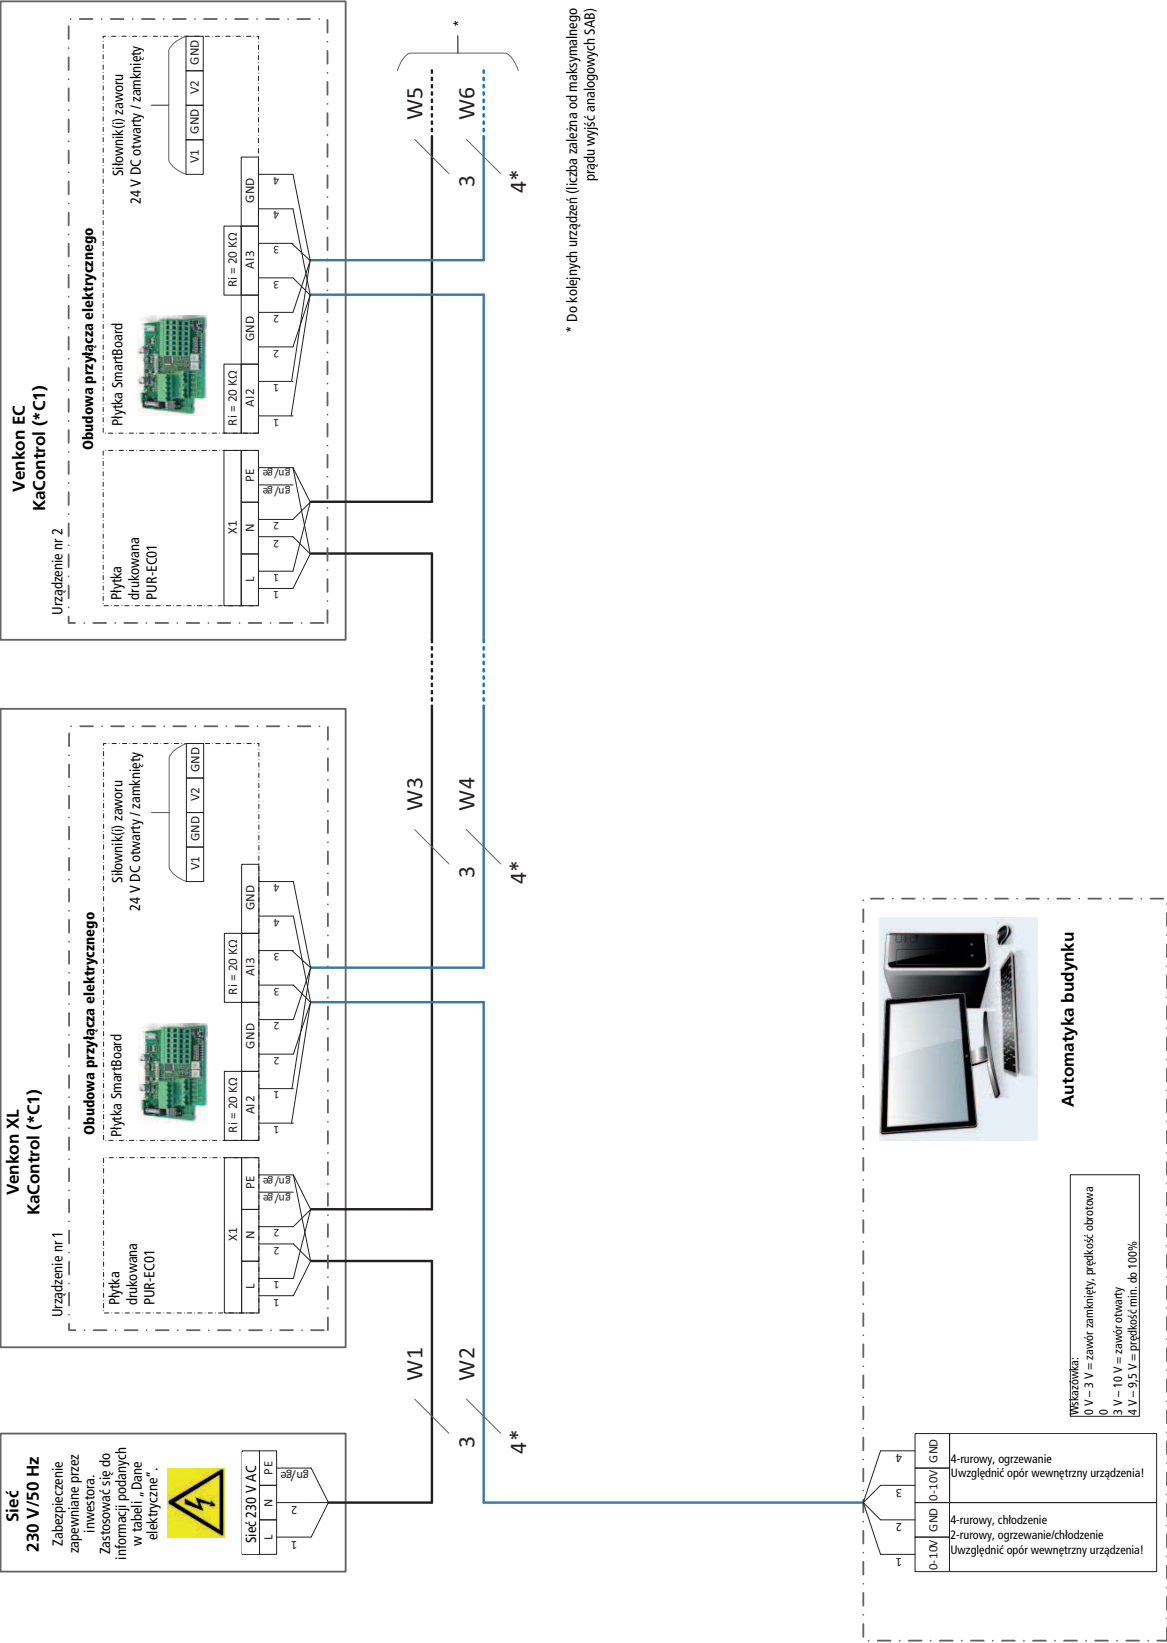 Sieć
230 V/50 Hz
Zabezpieczenie
zapewniane przez
inwestora.
Zastosować się do
informacji podanych
w tabeli „Dane
elektryczne”.
Sieć 230 V AC
L N PE
1 2 gn/ge
Venkon XL
KaControl (*C1)
Urządzenie nr 1
Obudowa przyłącza elektrycznego
Płytka
drukowana
PUR-EC01
X1
L N PE
1 1 2 2 gn/ge gn/ge
Płytka SmartBoard
Ri = 20 KΩ Ri = 20 KΩ
AI2 GND AI3 GND
1 1 2 2 3 3 4 4
Siłownik(i) zaworu
24 V DC otwarty / zamknięty
V1 GND V2 GND
Venkon EC
KaControl (*C1)
Urządzenie nr 2
Obudowa przyłącza elektrycznego
Płytka
drukowana
PUR-EC01
X1
L N PE
1 1 2 2 gn/ge gn/ge
Płytka SmartBoard
Ri = 20 KΩ Ri = 20 KΩ
AI2 GND AI3 GND
1 1 2 2 3 3 4 4
Siłownik(i) zaworu
24 V DC otwarty / zamknięty
V1 GND V2 GND
W1
3
W2
4*
W3
3
W4
4*
W5
3
W6
4*
*
* Do kolejnych urządzeń (liczba zależna od maksymalnego
prądu wyjść analogowych SAB)
1 2 3 4
0-10V GND 0-10V GND
4-rurowy, chłodzenie
2-rurowy, ogrzewanie/chłodzenie
Uwzględnić opór wewnętrzny urządzenia!
4-rurowy, ogrzewanie
Uwzględnić opór wewnętrzny urządzenia!
Wskazówka:
0 V – 3 V = zawór zamknięty, prędkość obrotowa
0
3 V – 10 V = zawór otwarty
4 V – 9,5 V = prędkość min. do 100%
Automatyka budynku